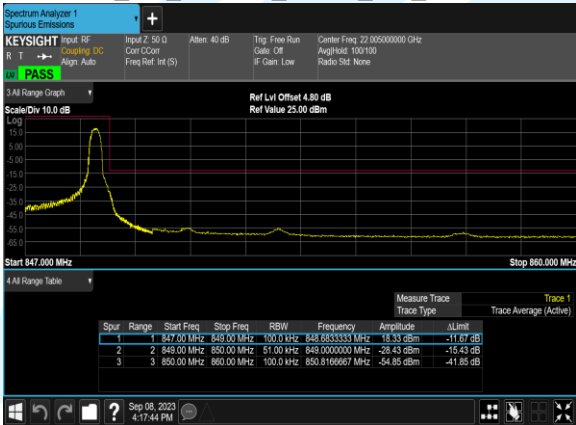 Spectrum Analyzer 1
Spurious Emissions
+
KEYSIGHT Input: RF Input Z: 50 Ω Atten: 40 dB Trig: Free Run Center Freq: 22.005000000 GHz
R T Coupling: DC Corr CCorr Gate: Off Avg|Hold: 100/100
Align: Auto Freq Ref: Int (S) IF Gain: Low Radio Std: None
PASS
3 All Range Graph
Ref Lvl Offset 4.80 dB
Scale/Div 10.0 dB Ref Value 25.00 dBm
Log
15.0
5.00
-5.00
-15.0
-25.0
-35.0
-45.0
-55.0
-65.0
Start 847.000 MHz Stop 860.000 MHz
4 All Range Table
Measure Trace Trace 1
Trace Type Trace Average (Active)
Spur Range Start Freq Stop Freq RBW Frequency Amplitude ΔLimit
1 1 847.00 MHz 849.00 MHz 100.0 kHz 848.6833333 MHz 18.33 dBm -11.67 dB
2 2 849.00 MHz 850.00 MHz 51.00 kHz 849.0000000 MHz -28.43 dBm -15.43 dB
3 3 850.00 MHz 860.00 MHz 100.0 kHz 850.8166667 MHz -54.85 dBm -41.85 dB
? Sep 08, 2023
4:17:44 PM